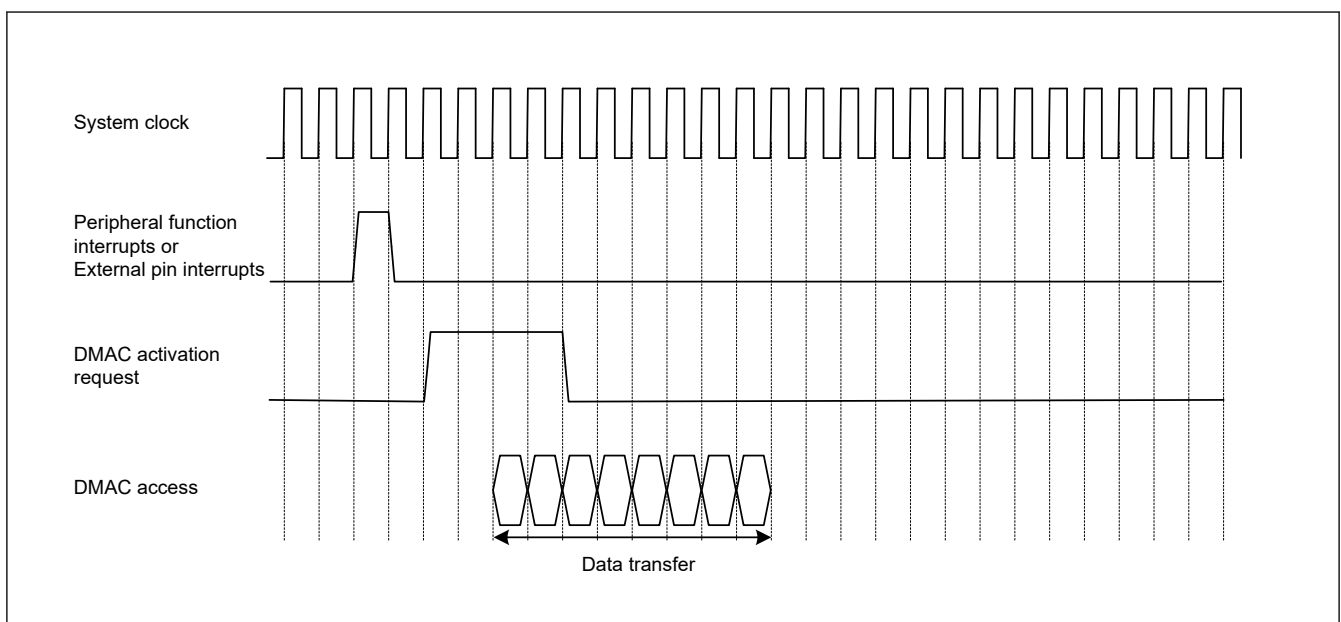 System clock
Peripheral function
interrupts or
External pin interrupts
DMAC activation
request
DMAC access
Data transfer